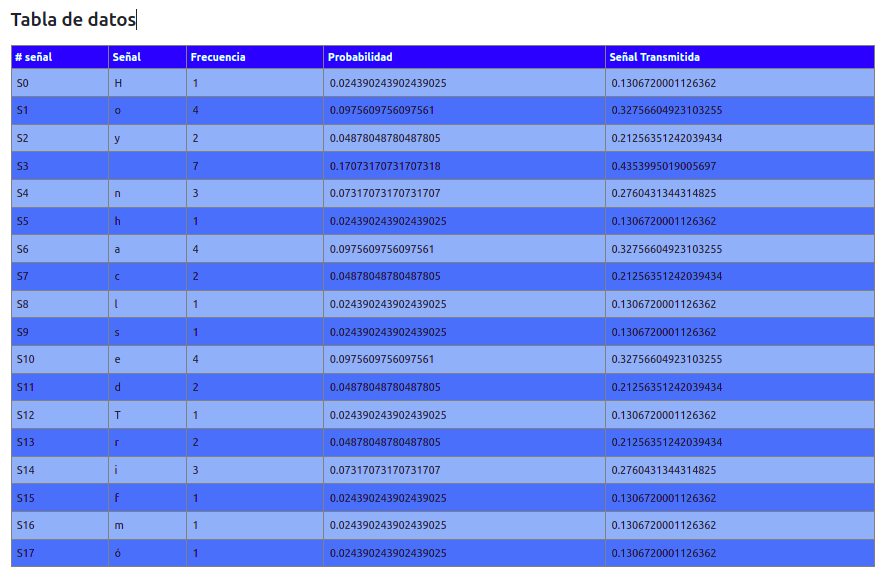 Tabla de datos
# señal Señal Frecuencia Probabilidad Señal Transmitida
S0 H 1 0.024390243902439025 0.1306720001126362
S1 o 4 0.0975609756097561 0.32756604923103255
S2 y 2 0.04878048780487805 0.21256351242039434
S3 7 0.17073170731707318 0.4353995019005697
S4 n 3 0.07317073170731707 0.2760431344314825
S5 h 1 0.024390243902439025 0.1306720001126362
S6 a 4 0.0975609756097561 0.32756604923103255
S7 c 2 0.04878048780487805 0.21256351242039434
S8 l 1 0.024390243902439025 0.1306720001126362
S9 s 1 0.024390243902439025 0.1306720001126362
S10 e 4 0.0975609756097561 0.32756604923103255
S11 d 2 0.04878048780487805 0.21256351242039434
S12 T 1 0.024390243902439025 0.1306720001126362
S13 r 2 0.04878048780487805 0.21256351242039434
S14 i 3 0.07317073170731707 0.2760431344314825
S15 f 1 0.024390243902439025 0.1306720001126362
S16 m 1 0.024390243902439025 0.1306720001126362
S17 ó 1 0.024390243902439025 0.1306720001126362